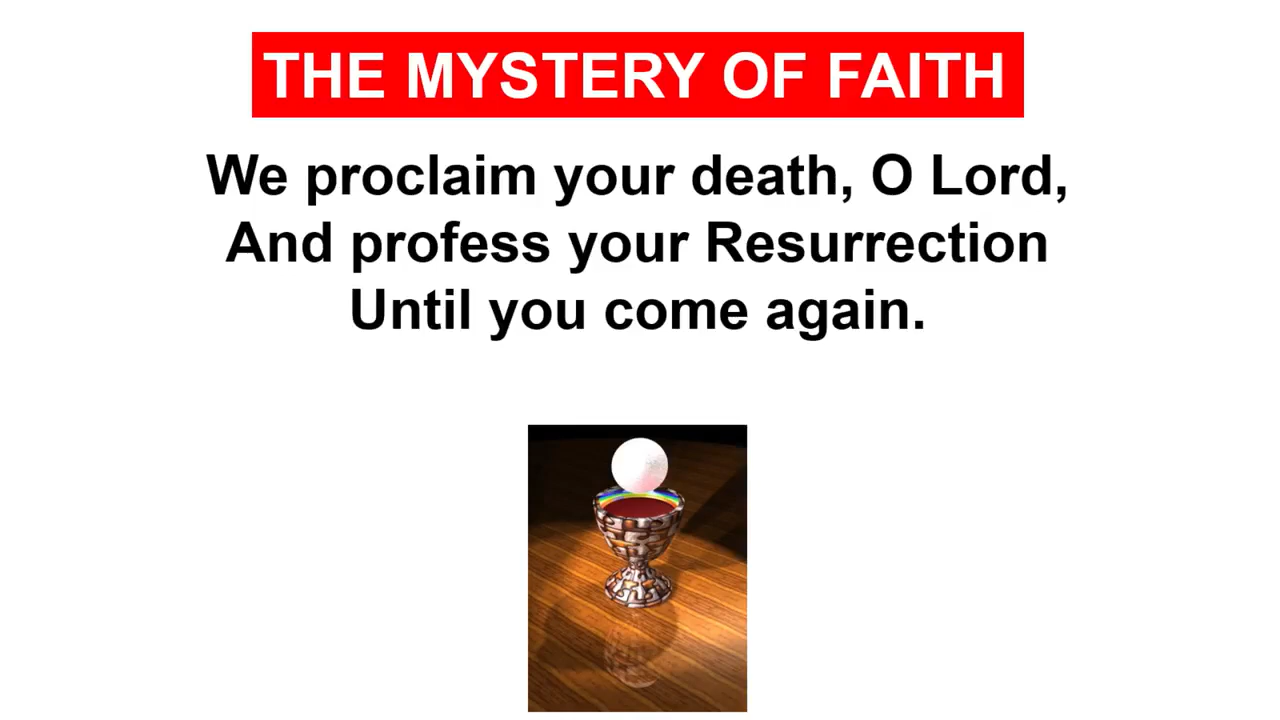 THE MYSTERY OF FAITH
We proclaim your death, O Lord,
And profess your Resurrection
Until you come again.